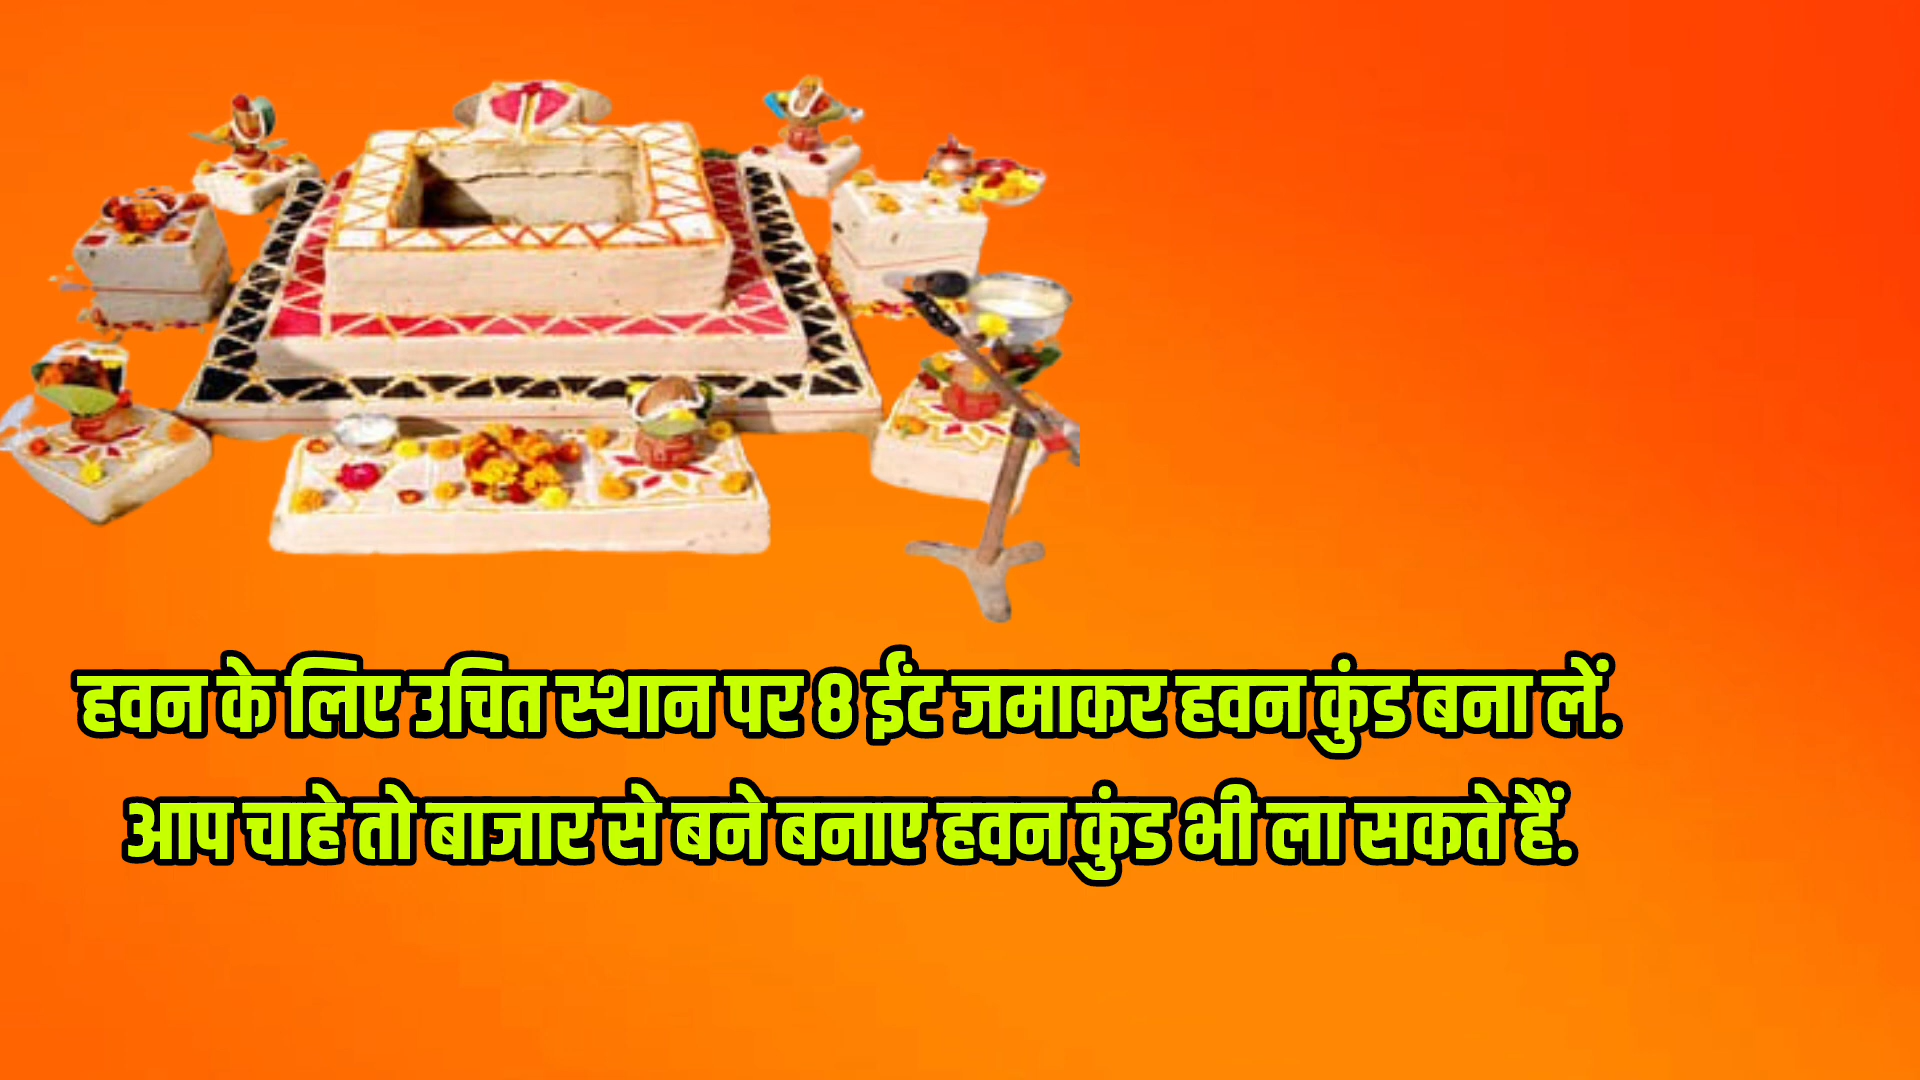 हवन के लिए उचित स्थान पर 8 ईंट जमाकर हवन कुंड बना लें.
आप चाहे तो बाजार से बने बनाए हवन कुंड भी ला सकते हैं.